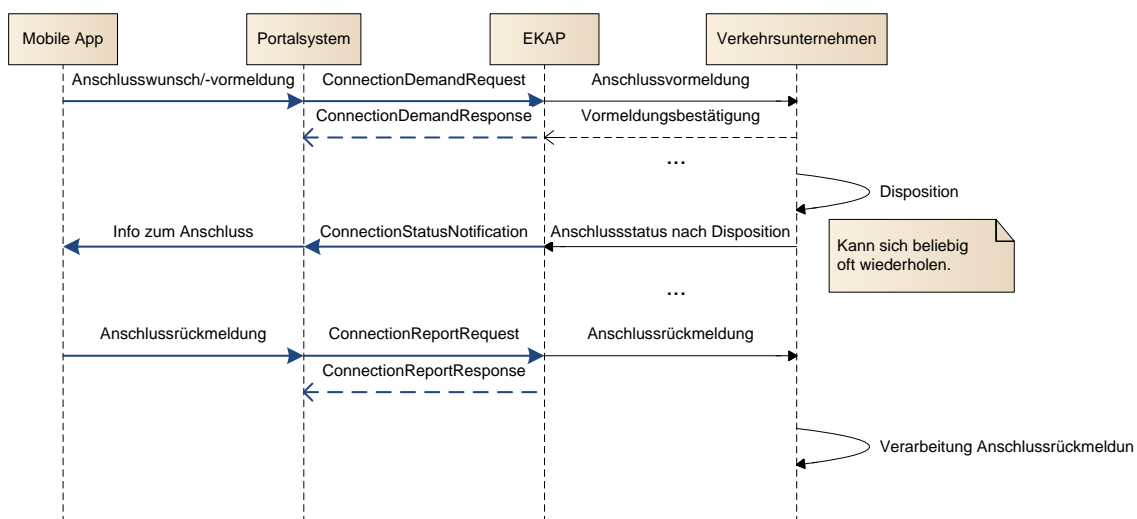 Mobile App
Portalsystem
EKAP
Verkehrsunternehmen
Anschlusswunsch/-vormeldung
ConnectionDemandRequest
Anschlussvormeldung
ConnectionDemandResponse
Vormeldungsbestätigung
...
Disposition
Info zum Anschluss
ConnectionStatusNotification
Anschlussstatus nach Disposition
Kann sich beliebig
oft wiederholen.
...
Anschlussrückmeldung
ConnectionReportRequest
Anschlussrückmeldung
ConnectionReportResponse
Verarbeitung Anschlussrückmeldun